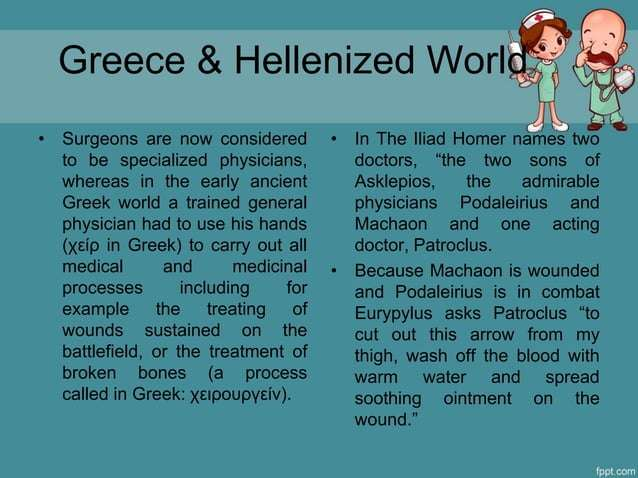 Greece & Hellenized World
• Surgeons are now considered
to be specialized physicians,
whereas in the early ancient
Greek world a trained general
physician had to use his hands
(χείρ in Greek) to carry out all
medical and medicinal
processes including for
example the treating of
wounds sustained on the
battlefield, or the treatment of
broken bones (a process
called in Greek: χειρουργείν).
• In The Iliad Homer names two
doctors, “the two sons of
Asklepios, the admirable
physicians Podaleirius and
Machaon and one acting
doctor, Patroclus.
• Because Machaon is wounded
and Podaleirius is in combat
Eurypylus asks Patroclus “to
cut out this arrow from my
thigh, wash off the blood with
warm water and spread
soothing ointment on the
wound.”
fppt.com